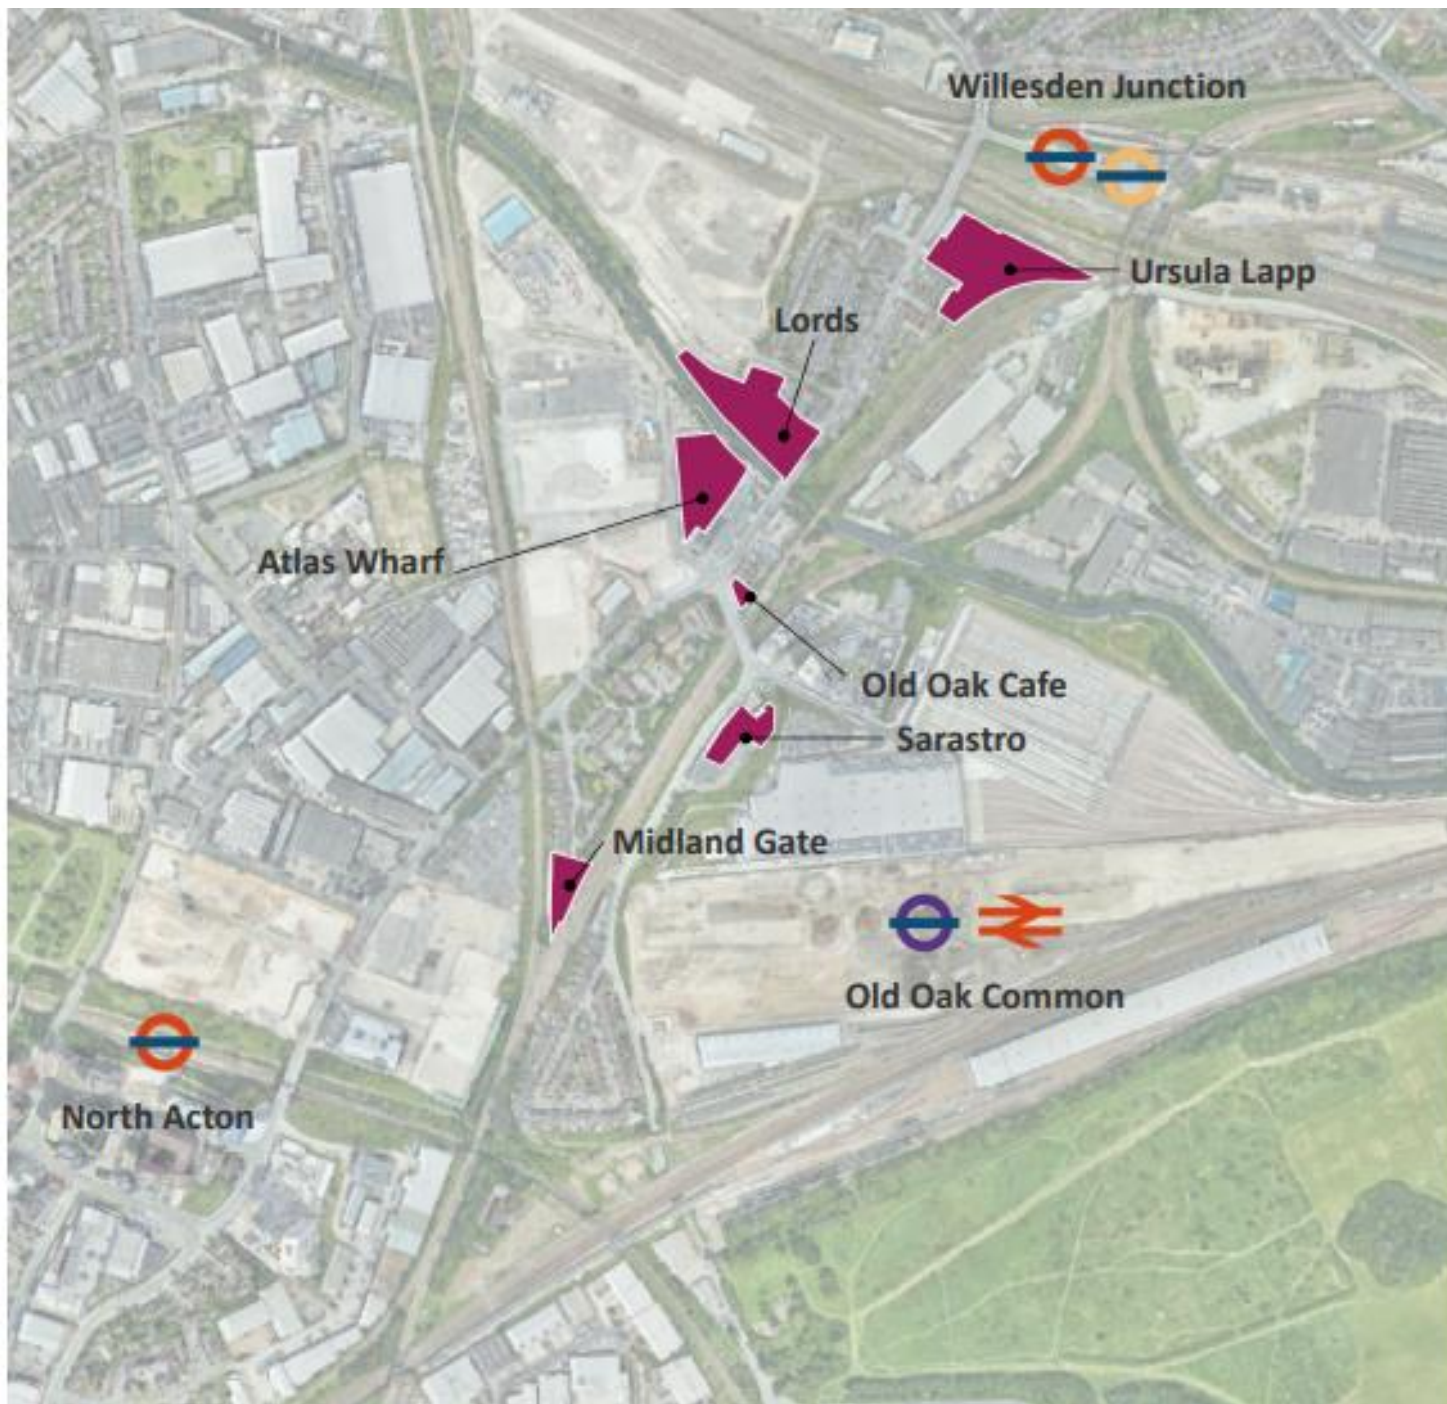 Willesden Junction
Ursula Lapp
Lords
Atlas Wharf
Old Oak Cafe
Sarastro
Midland Gate
Old Oak Common
North Acton